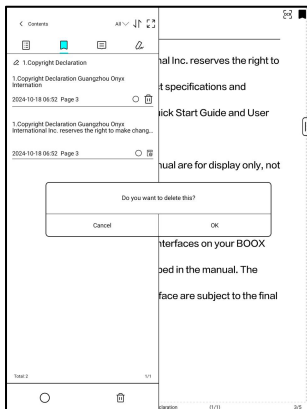 Contents
All
1.Copyright Declaration
1.Copyright Declaration Guangzhou Onyx
Internation
2024-10-18 06:52 Page 3
1.Copyright Declaration Guangzhou Onyx
International Inc. reserves the right to make chang...
2024-10-18 06:52 Page 3
nal Inc. reserves the right to
t specifications and
ick Start Guide and User
ual are for display only, not
Do you want to delete this?
Cancel
OK
nterfaces on your BOOX
bed in the manual. The
face are subject to the final
Total:2
1/1
claration
(1/1)
3/5